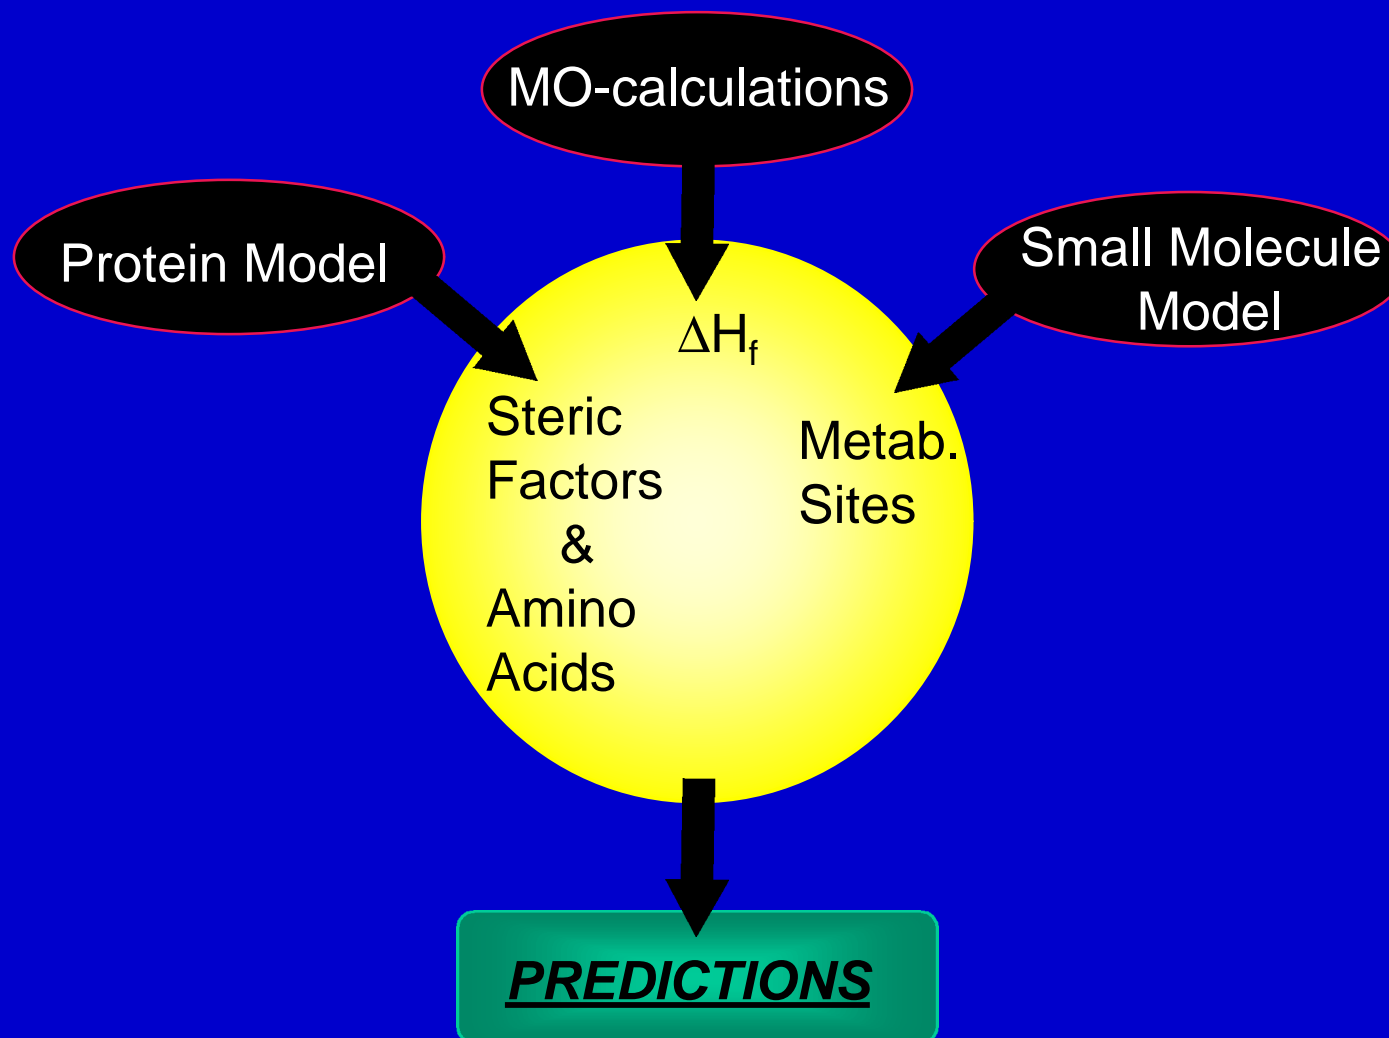 MO-calculations
Protein Model
Small Molecule
Model
ΔHf
Steric
Factors
&
Amino
Acids
Metab.
Sites
PREDICTIONS